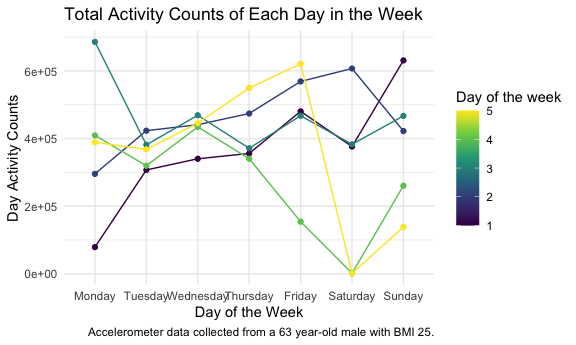 Total Activity Counts of Each Day in the Week
Day Activity Counts
6e+05
4e+05
2e+05
0e+00
Monday Tuesday Wednesday Thursday Friday Saturday Sunday
Day of the Week
Accelerometer data collected from a 63 year-old male with BMI 25.
Day of the week
5
4
3
2
1